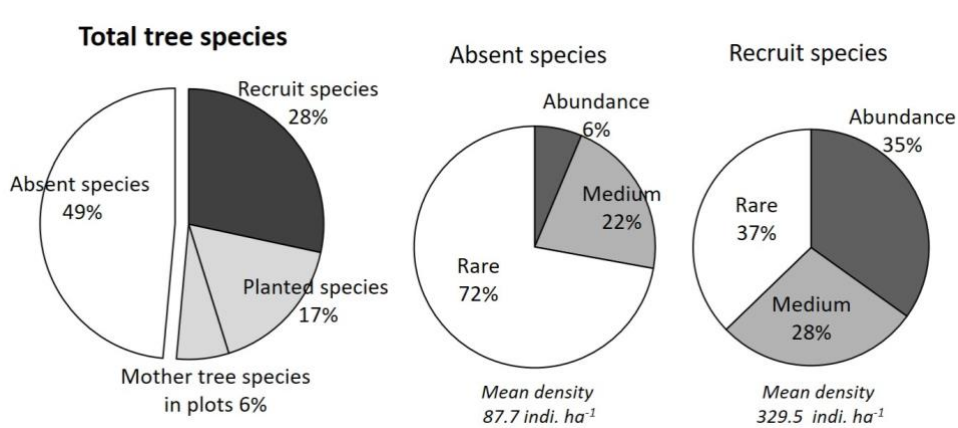 Total tree species
Recruit species
28%
Absent species
49%
Planted species
17%
Mother tree species
in plots 6%
Absent species
Abundance
6%
Medium
22%
Rare
72%
Mean density
87.7 indi. ha⁻¹
Recruit species
Abundance
35%
Rare
37%
Medium
28%
Mean density
329.5 indi. ha⁻¹